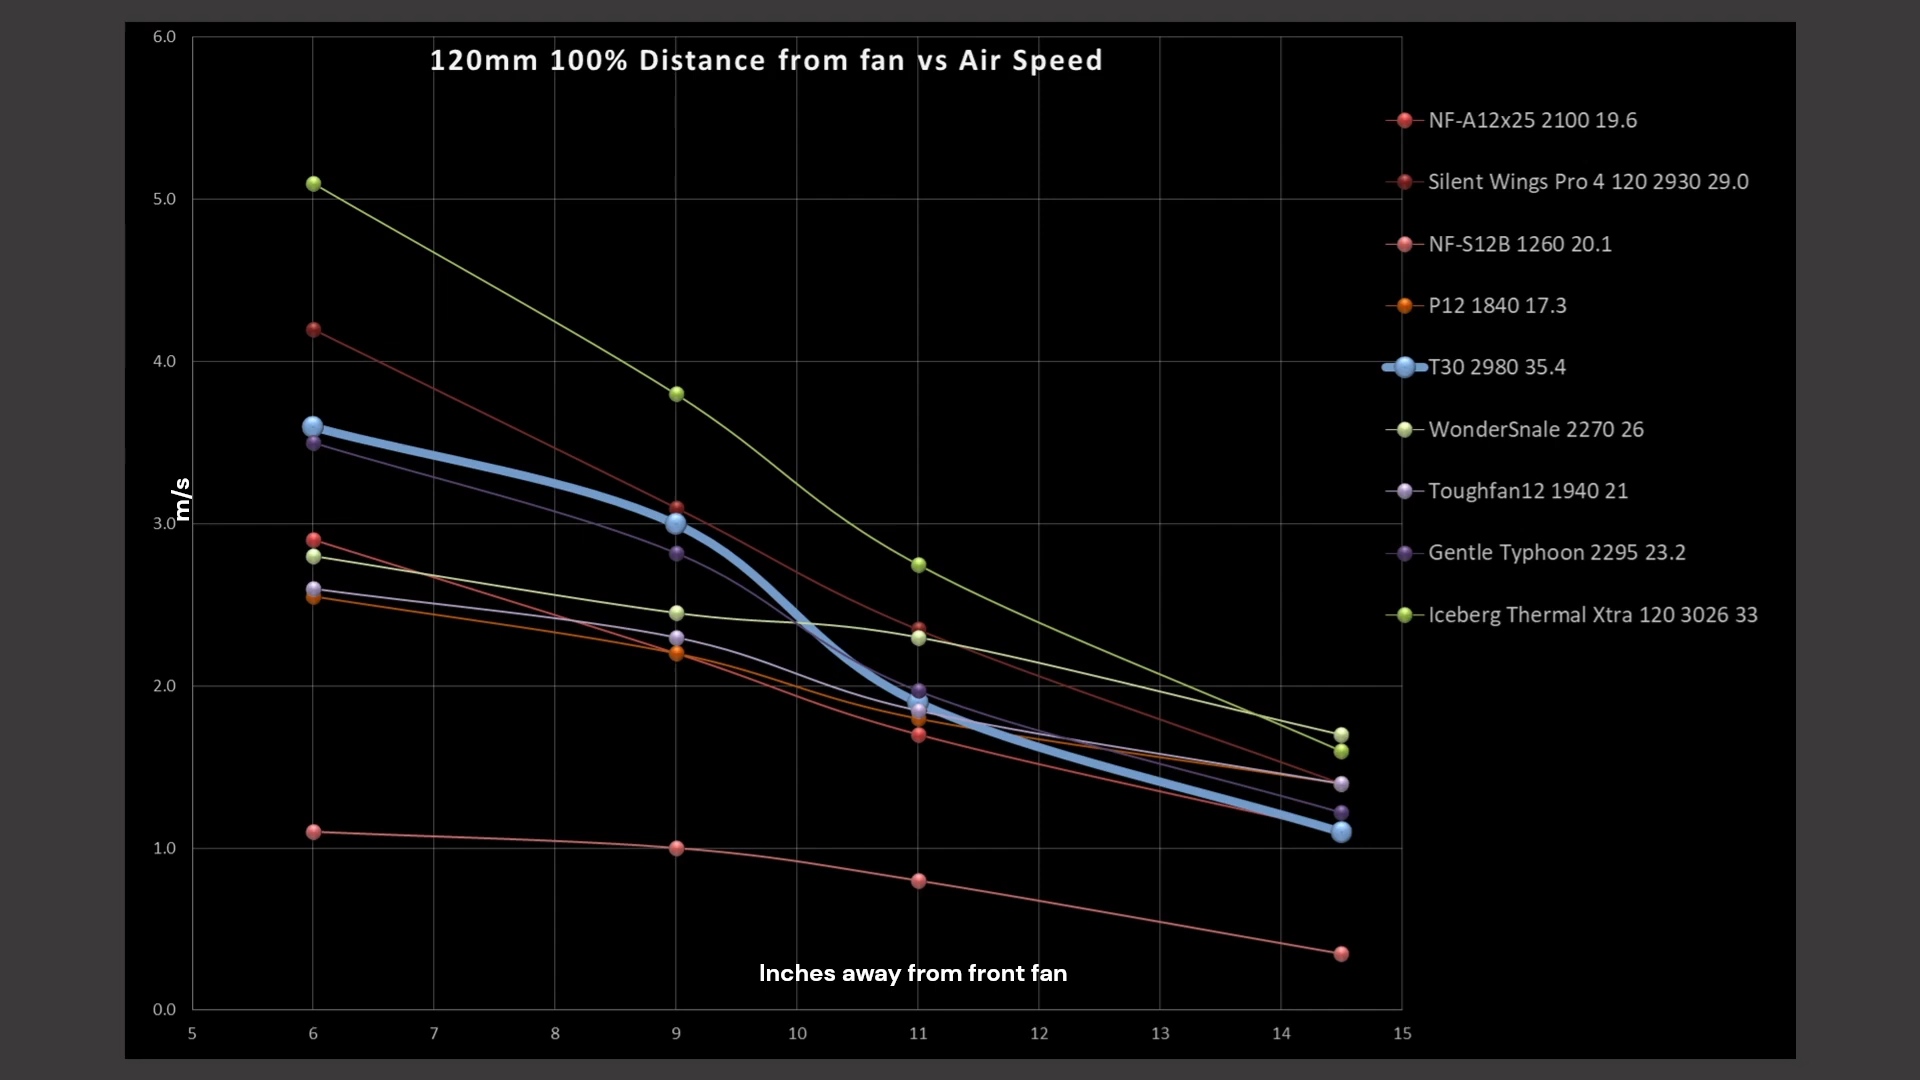 120mm 100% Distance from fan vs Air Speed
6.0
5.0
4.0
3.0
2.0
1.0
0.0
m/s
5 6 7 8 9 10 11 12 13 14 15
Inches away from front fan
NF-A12x25 2100 19.6
Silent Wings Pro 4 120 2930 29.0
NF-S12B 1260 20.1
P12 1840 17.3
T30 2980 35.4
WonderSnale 2270 26
Toughfan12 1940 21
Gentle Typhoon 2295 23.2
Iceberg Thermal Xtra 120 3026 33